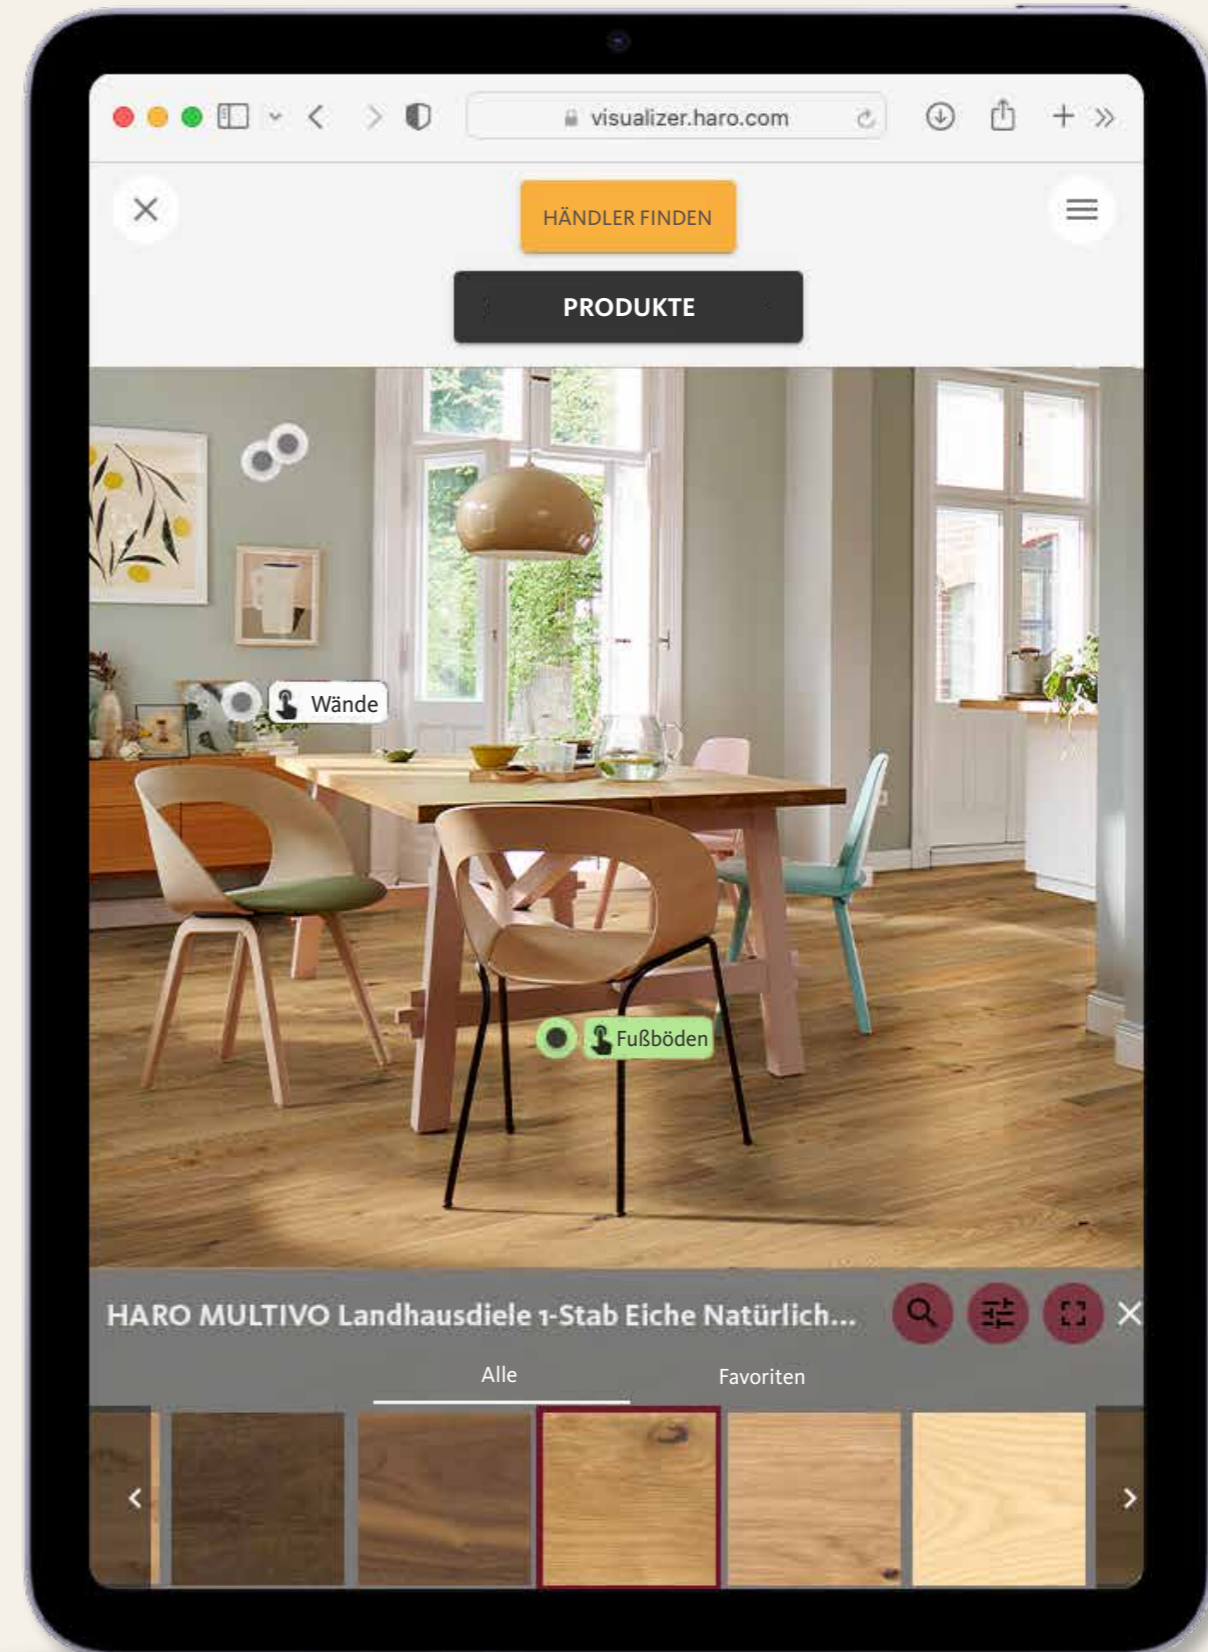 visualizer.haro.com
HÄNDLER FINDEN
PRODUKTE
Wände
Fußböden
HARO MULTIVO Landhausdiele 1-Stab Eiche Natürlich...
Alle
Favoriten